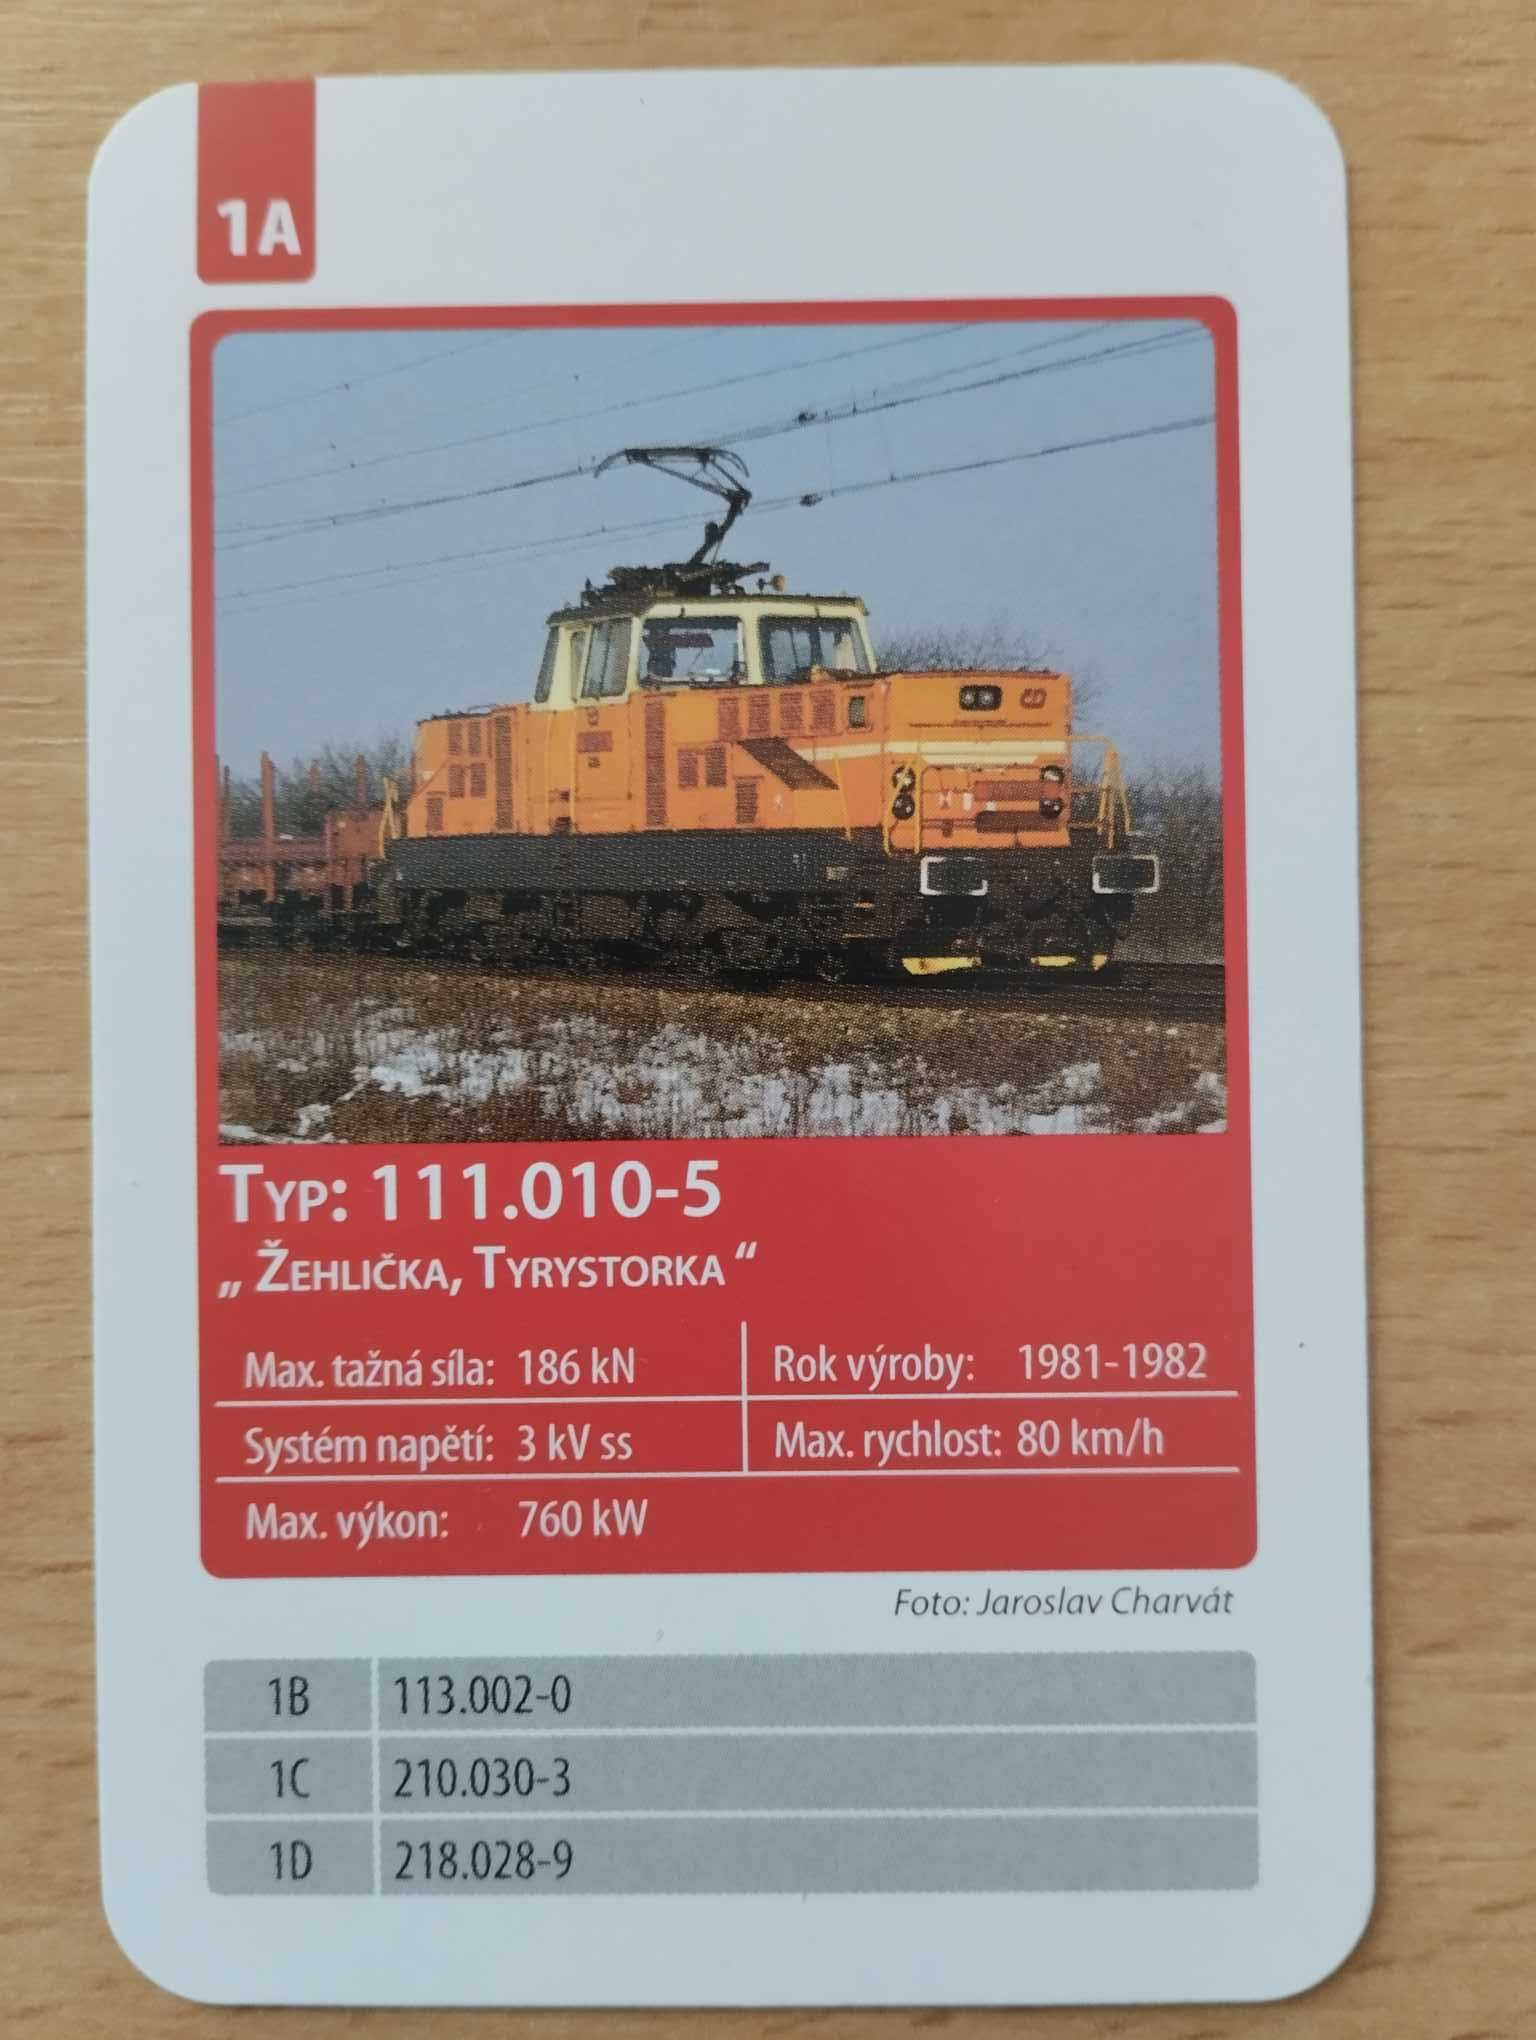 1A
TYP: 111.010-5
„ ŽEHLIČKA, TYRYSTORKA “
Max. tažná síla: 186 kN Rok výroby: 1981-1982
Systém napětí: 3 kV ss Max. rychlost: 80 km/h
Max. výkon: 760 kW
Foto: Jaroslav Charvát
1B 113.002-0
1C 210.030-3
1D 218.028-9